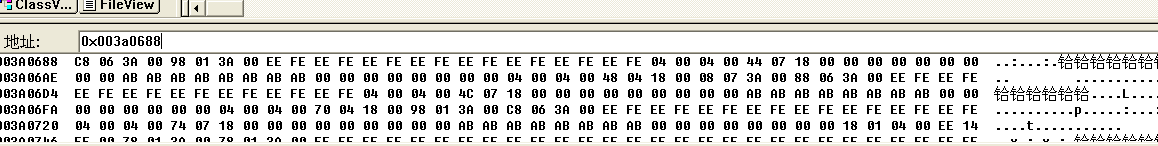 ClassV... FileView
地址: 0x003a0688
003A0688 C8 06 3A 00 98 01 3A 00 EE FE EE FE EE FE EE FE EE FE EE FE EE FE EE FE 04 00 04 00 44 07 18 00 00 00 00 00 00 00 ..:...:.铪铪铪铪铪铪
003A06AE 00 00 AB AB AB AB AB AB AB AB 00 00 00 00 00 00 00 00 04 00 04 00 48 04 18 00 08 07 3A 00 88 06 3A 00 EE FE EE FE
003A06D4 EE FE EE FE EE FE EE FE EE FE EE FE 04 00 04 00 4C 07 18 00 00 00 00 00 00 00 00 00 AB AB AB AB AB AB AB AB 00 00 铪铪铪铪铪铪....L....
003A06FA 00 00 00 00 00 00 04 00 04 00 70 04 18 00 98 01 3A 00 C8 06 3A 00 EE FE EE FE EE FE EE FE EE FE EE FE EE FE EE FE ..........p.....:...:
003A0720 04 00 04 00 74 07 18 00 00 00 00 00 00 00 00 00 AB AB AB AB AB AB AB AB 00 00 00 00 00 00 00 00 18 01 04 00 EE 14 ....t...........